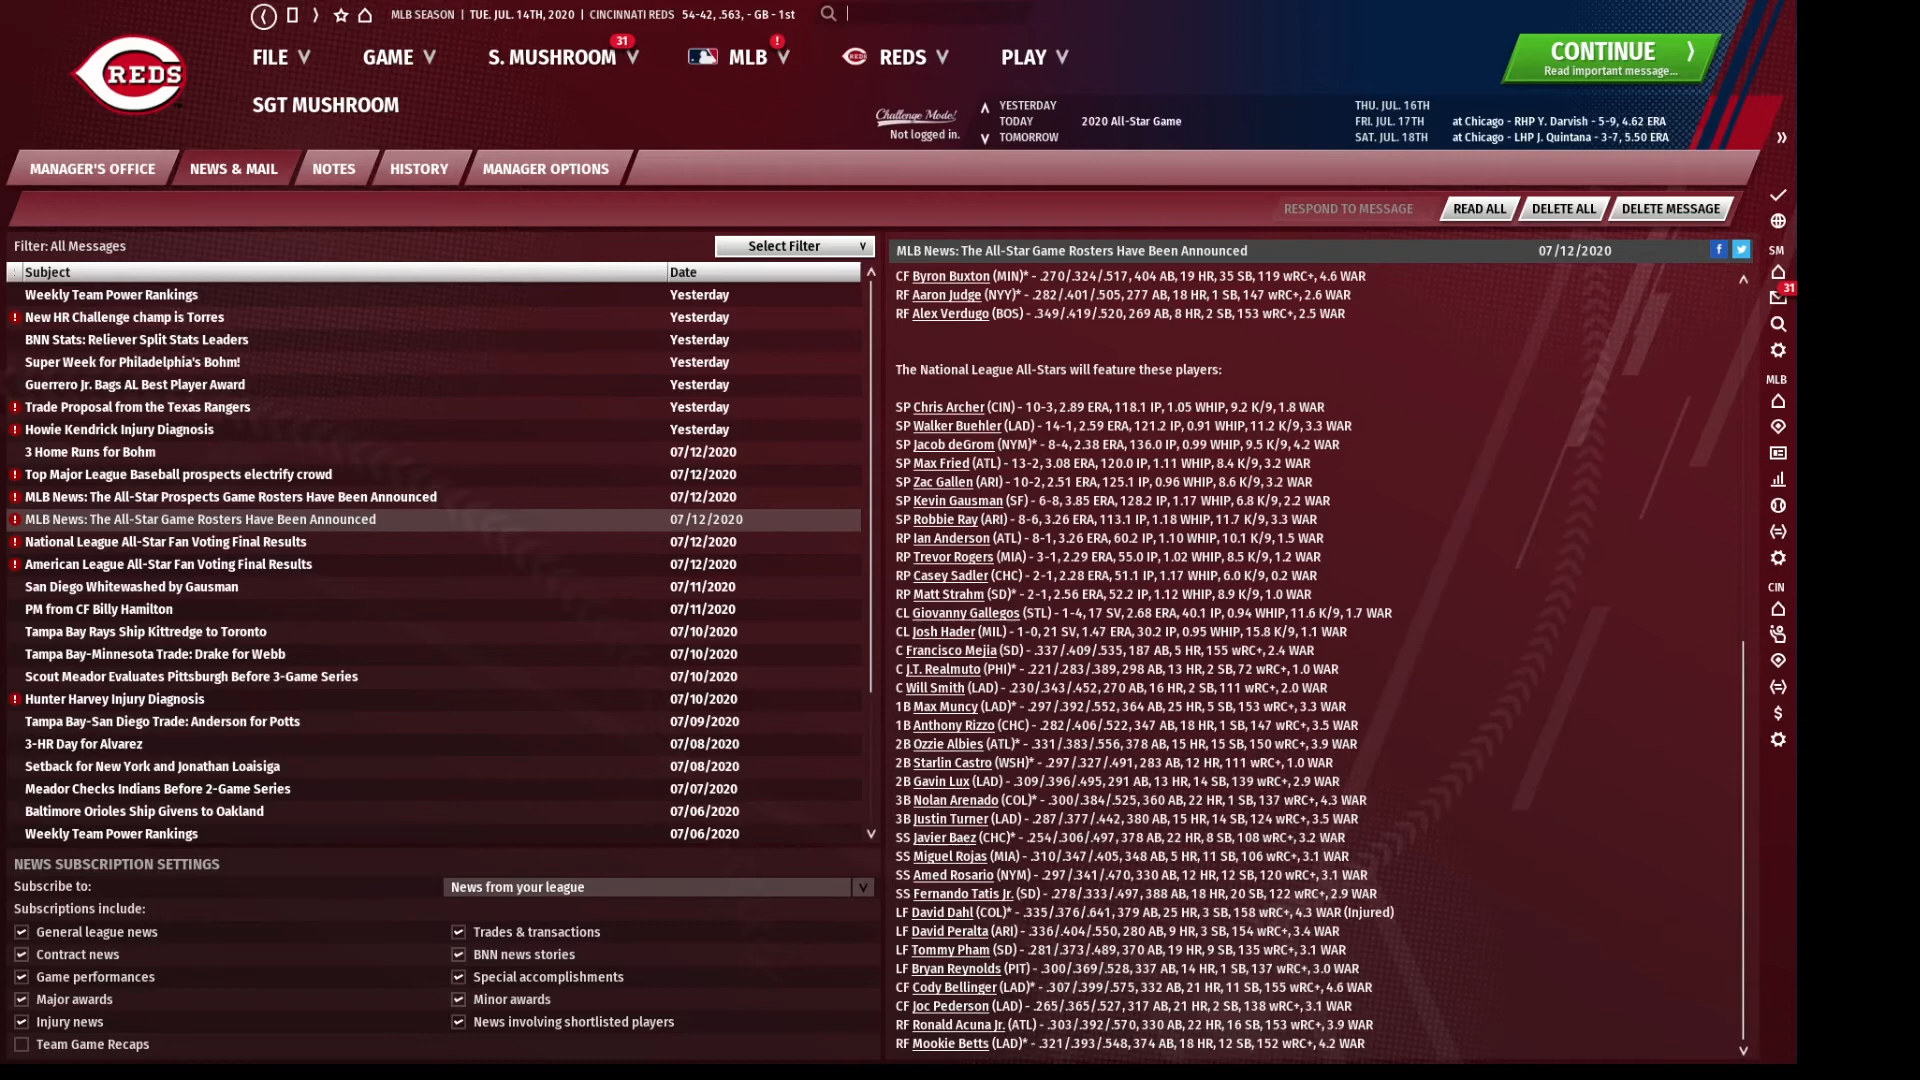 MLB SEASON | TUE. JUL. 14TH, 2020 | CINCINNATI REDS 54-42, .563, - GB - 1st
REDS
FILE
GAME
S. MUSHROOM
31
MLB
!
REDS
PLAY
CONTINUE
Read important message...
SGT MUSHROOM
Challenge Mode!
Not logged in.
YESTERDAY
TODAY 2020 All-Star Game
TOMORROW
THU. JUL. 16TH
FRI. JUL. 17TH at Chicago - RHP Y. Darvish - 5-9, 4.62 ERA
SAT. JUL. 18TH at Chicago - LHP J. Quintana - 3-7, 5.50 ERA
MANAGER'S OFFICE NEWS & MAIL NOTES HISTORY MANAGER OPTIONS
RESPOND TO MESSAGE READ ALL DELETE ALL DELETE MESSAGE
Filter: All Messages Select Filter
Subject Date
Weekly Team Power Rankings Yesterday
! New HR Challenge champ is Torres Yesterday
BNN Stats: Reliever Split Stats Leaders Yesterday
Super Week for Philadelphia's Bohm! Yesterday
Guerrero Jr. Bags AL Best Player Award Yesterday
! Trade Proposal from the Texas Rangers Yesterday
! Howie Kendrick Injury Diagnosis Yesterday
3 Home Runs for Bohm 07/12/2020
! Top Major League Baseball prospects electrify crowd 07/12/2020
! MLB News: The All-Star Prospects Game Rosters Have Been Announced 07/12/2020
! MLB News: The All-Star Game Rosters Have Been Announced 07/12/2020
! National League All-Star Fan Voting Final Results 07/12/2020
! American League All-Star Fan Voting Final Results 07/12/2020
San Diego Whitewashed by Gausman 07/11/2020
PM from CF Billy Hamilton 07/11/2020
Tampa Bay Rays Ship Kittredge to Toronto 07/10/2020
Tampa Bay-Minnesota Trade: Drake for Webb 07/10/2020
Scout Meador Evaluates Pittsburgh Before 3-Game Series 07/10/2020
! Hunter Harvey Injury Diagnosis 07/10/2020
Tampa Bay-San Diego Trade: Anderson for Potts 07/09/2020
3-HR Day for Alvarez 07/08/2020
Setback for New York and Jonathan Loaisiga 07/08/2020
Meador Checks Indians Before 2-Game Series 07/07/2020
Baltimore Orioles Ship Givens to Oakland 07/06/2020
Weekly Team Power Rankings 07/06/2020
NEWS SUBSCRIPTION SETTINGS
Subscribe to: News from your league
Subscriptions include:
General league news Trades & transactions
Contract news BNN news stories
Game performances Special accomplishments
Major awards Minor awards
Injury news News involving shortlisted players
Team Game Recaps
MLB News: The All-Star Game Rosters Have Been Announced 07/12/2020
CF Byron Buxton (MIN)* - .270/.324/.517, 404 AB, 19 HR, 35 SB, 119 wRC+, 4.6 WAR
RF Aaron Judge (NYY)* - .282/.401/.505, 277 AB, 18 HR, 1 SB, 147 wRC+, 2.6 WAR
RF Alex Verdugo (BOS) - .349/.419/.520, 269 AB, 8 HR, 2 SB, 153 wRC+, 2.5 WAR
The National League All-Stars will feature these players:
SP Chris Archer (CIN) - 10-3, 2.89 ERA, 118.1 IP, 1.05 WHIP, 9.2 K/9, 1.8 WAR
SP Walker Buehler (LAD) - 14-1, 2.59 ERA, 121.2 IP, 0.91 WHIP, 11.2 K/9, 3.3 WAR
SP Jacob deGrom (NYM)* - 8-4, 2.38 ERA, 136.0 IP, 0.99 WHIP, 9.5 K/9, 4.2 WAR
SP Max Fried (ATL) - 13-2, 3.08 ERA, 120.0 IP, 1.11 WHIP, 8.4 K/9, 3.2 WAR
SP Zac Gallen (ARI) - 10-2, 2.51 ERA, 125.1 IP, 0.96 WHIP, 8.6 K/9, 3.2 WAR
SP Kevin Gausman (SF) - 6-8, 3.85 ERA, 128.2 IP, 1.17 WHIP, 6.8 K/9, 2.2 WAR
SP Robbie Ray (ARI) - 8-6, 3.26 ERA, 113.1 IP, 1.18 WHIP, 11.7 K/9, 3.3 WAR
RP Ian Anderson (ATL) - 8-1, 3.26 ERA, 60.2 IP, 1.10 WHIP, 10.1 K/9, 1.5 WAR
RP Trevor Rogers (MIA) - 3-1, 2.29 ERA, 55.0 IP, 1.02 WHIP, 8.5 K/9, 1.2 WAR
RP Casey Sadler (CHC) - 2-1, 2.28 ERA, 51.1 IP, 1.17 WHIP, 6.0 K/9, 0.2 WAR
RP Matt Strahm (SD)* - 2-1, 2.56 ERA, 52.2 IP, 1.12 WHIP, 8.9 K/9, 1.0 WAR
CL Giovanny Gallegos (STL) - 1-4, 17 SV, 2.68 ERA, 40.1 IP, 0.94 WHIP, 11.6 K/9, 1.7 WAR
CL Josh Hader (MIL) - 1-0, 21 SV, 1.47 ERA, 30.2 IP, 0.95 WHIP, 15.8 K/9, 1.1 WAR
C Francisco Mejia (SD) - .337/.409/.535, 187 AB, 5 HR, 155 wRC+, 2.4 WAR
C J.T. Realmuto (PHI)* - .221/.283/.389, 298 AB, 13 HR, 2 SB, 72 wRC+, 1.0 WAR
C Will Smith (LAD) - .230/.343/.452, 270 AB, 16 HR, 2 SB, 111 wRC+, 2.0 WAR
1B Max Muncy (LAD)* - .297/.392/.552, 364 AB, 25 HR, 5 SB, 153 wRC+, 3.3 WAR
1B Anthony Rizzo (CHC) - .282/.406/.522, 347 AB, 18 HR, 1 SB, 147 wRC+, 3.5 WAR
2B Ozzie Albies (ATL)* - .331/.383/.556, 378 AB, 15 HR, 15 SB, 150 wRC+, 3.9 WAR
2B Starlin Castro (WSH)* - .297/.327/.491, 283 AB, 12 HR, 111 wRC+, 1.0 WAR
2B Gavin Lux (LAD) - .309/.396/.495, 291 AB, 13 HR, 14 SB, 139 wRC+, 2.9 WAR
3B Nolan Arenado (COL)* - .300/.384/.525, 360 AB, 22 HR, 1 SB, 137 wRC+, 4.3 WAR
3B Justin Turner (LAD) - .287/.377/.442, 380 AB, 15 HR, 14 SB, 124 wRC+, 3.5 WAR
SS Javier Baez (CHC)* - .254/.306/.497, 378 AB, 22 HR, 8 SB, 108 wRC+, 3.2 WAR
SS Miguel Rojas (MIA) - .310/.347/.405, 348 AB, 5 HR, 11 SB, 106 wRC+, 3.1 WAR
SS Amed Rosario (NYM) - .297/.341/.470, 330 AB, 12 HR, 12 SB, 120 wRC+, 3.1 WAR
SS Fernando Tatis Jr. (SD) - .278/.333/.497, 388 AB, 18 HR, 20 SB, 122 wRC+, 2.9 WAR
LF David Dahl (COL)* - .335/.376/.641, 379 AB, 25 HR, 3 SB, 158 wRC+, 4.3 WAR (Injured)
LF David Peralta (ARI) - .336/.404/.550, 280 AB, 9 HR, 3 SB, 154 wRC+, 3.4 WAR
LF Tommy Pham (SD) - .281/.373/.489, 370 AB, 19 HR, 9 SB, 135 wRC+, 3.1 WAR
LF Bryan Reynolds (PIT) - .300/.369/.528, 337 AB, 14 HR, 1 SB, 137 wRC+, 3.0 WAR
CF Cody Bellinger (LAD)* - .307/.399/.575, 332 AB, 21 HR, 11 SB, 155 wRC+, 4.6 WAR
CF Joc Pederson (LAD) - .265/.365/.527, 317 AB, 21 HR, 2 SB, 138 wRC+, 3.1 WAR
RF Ronald Acuna Jr. (ATL) - .303/.392/.570, 330 AB, 22 HR, 16 SB, 153 wRC+, 3.9 WAR
RF Mookie Betts (LAD)* - .321/.393/.548, 374 AB, 18 HR, 12 SB, 152 wRC+, 4.2 WAR
SM
31
MLB
CIN